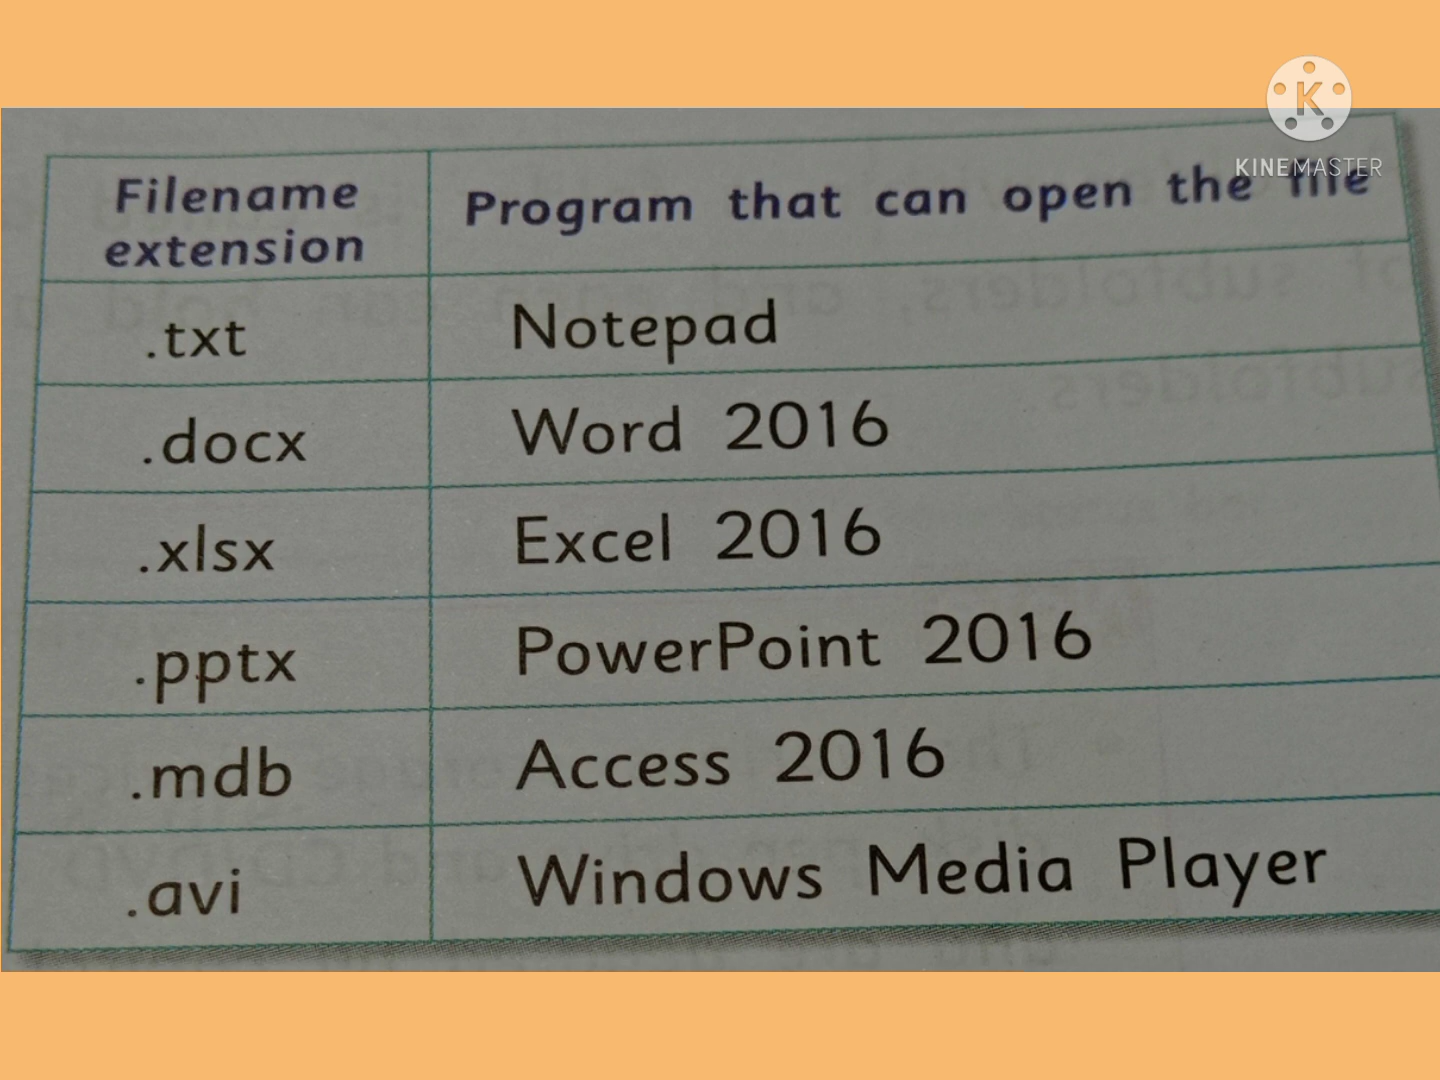 K
KINEMASTER
Filename
extension
Program that can open the file
.txt
Notepad
.docx
Word 2016
.xlsx
Excel 2016
.pptx
PowerPoint 2016
.mdb
Access 2016
.avi
Windows Media Player